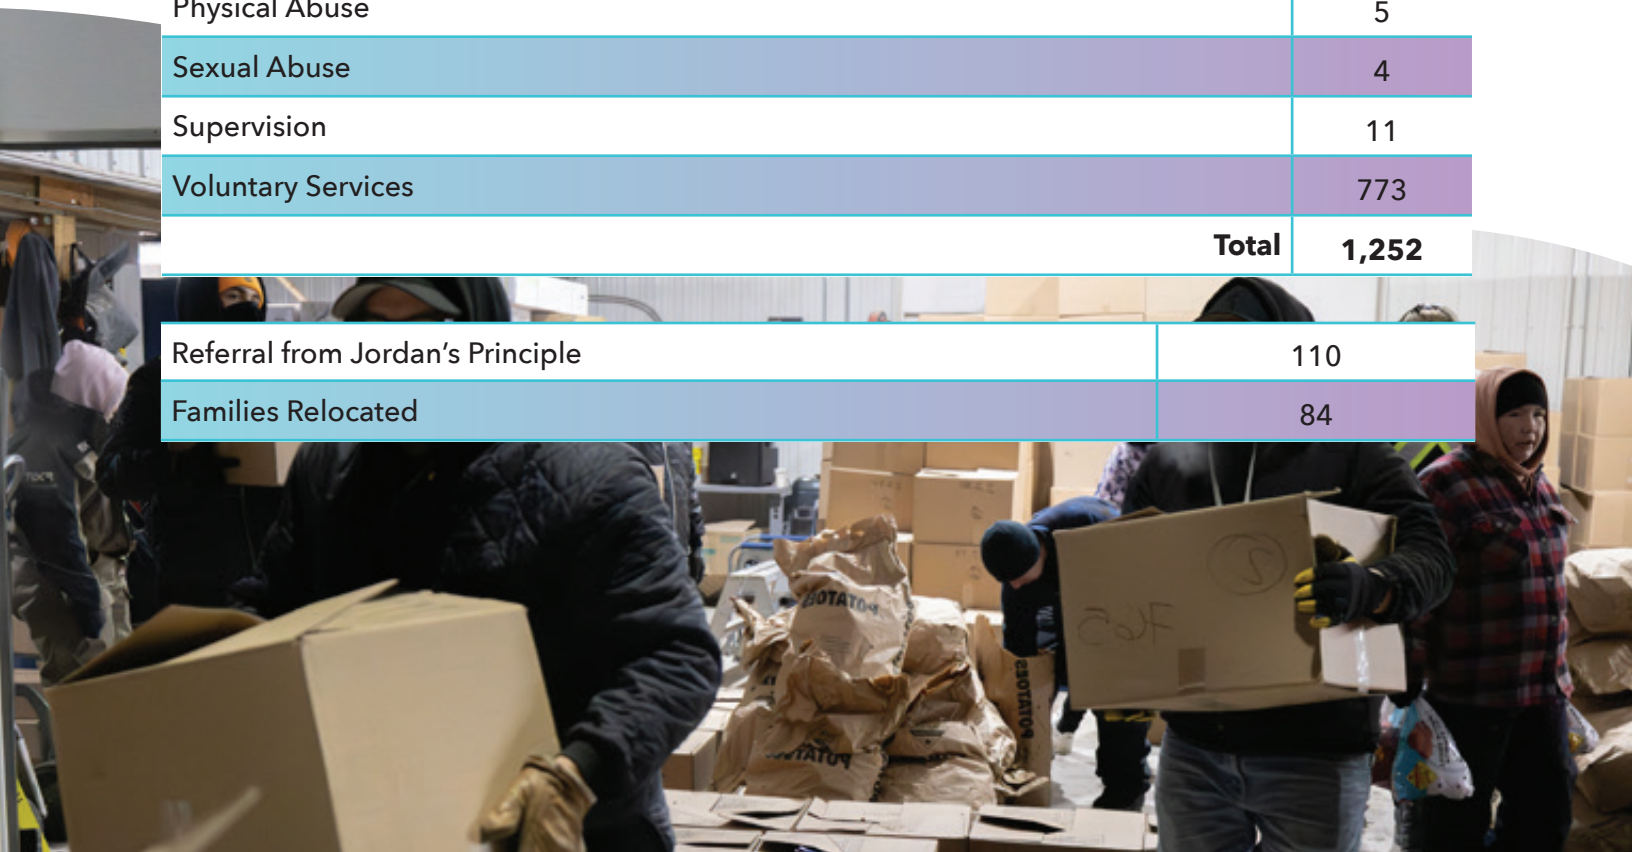 Physical Abuse 5
Sexual Abuse 4
Supervision 11
Voluntary Services 773
Total 1,252
Referral from Jordan's Principle 110
Families Relocated 84
POTATOES
POTATOES